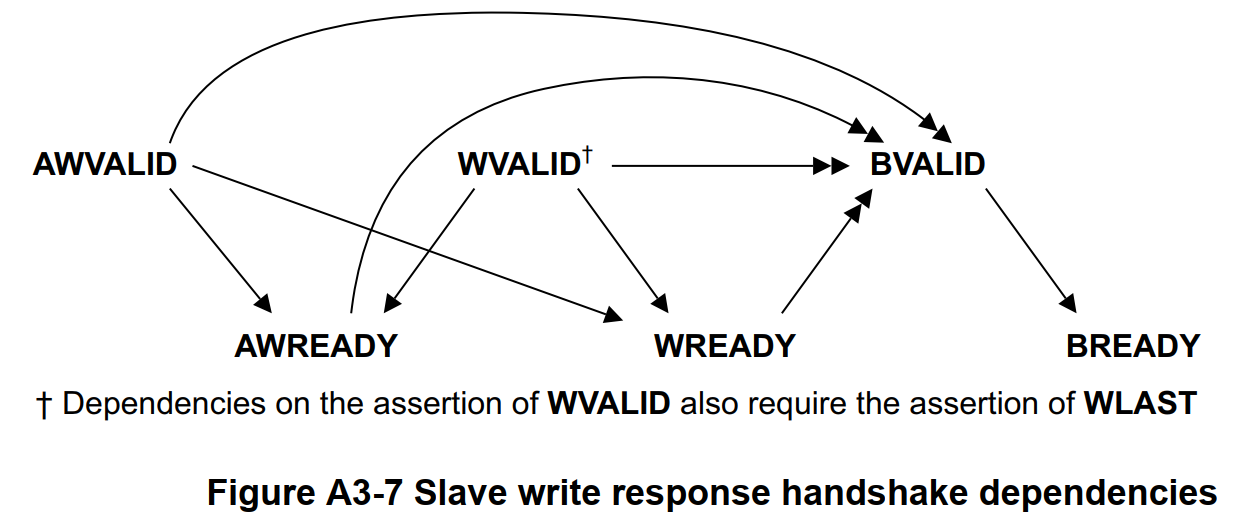 AWVALID WVALID† BVALID
AWREADY WREADY BREADY
† Dependencies on the assertion of WVALID also require the assertion of WLAST
Figure A3-7 Slave write response handshake dependencies